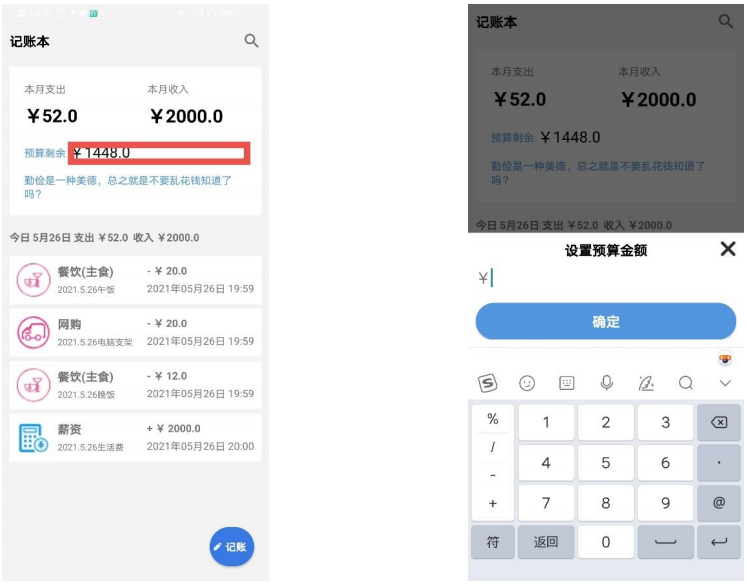 记账本
本月支出
本月收入
￥52.0
￥2000.0
预算剩余 ￥1448.0
勤俭是一种美德，总之就是不要乱花钱知道了
吗?
今日 5月26日 支出 ￥52.0 收入 ￥2000.0
餐饮(主食)
- ￥ 20.0
2021.5.26午饭
2021年05月26日 19:59
网购
- ￥ 20.0
2021.5.26电脑支架
2021年05月26日 19:59
餐饮(主食)
- ￥ 12.0
2021.5.26晚饭
2021年05月26日 19:59
薪资
+ ￥ 2000.0
2021.5.26生活费
2021年05月26日 20:00
记账
记账本
本月支出
本月收入
￥52.0
￥2000.0
预算剩余 ￥1448.0
勤俭是一种美德，总之就是不要乱花钱知道了
吗?
今日 5月26日 支出 ￥52.0 收入 ￥2000.0
设置预算金额
￥
确定
% 1 2 3
/
4 5 6 .
-
+ 7 8 9 @
符 返回 0